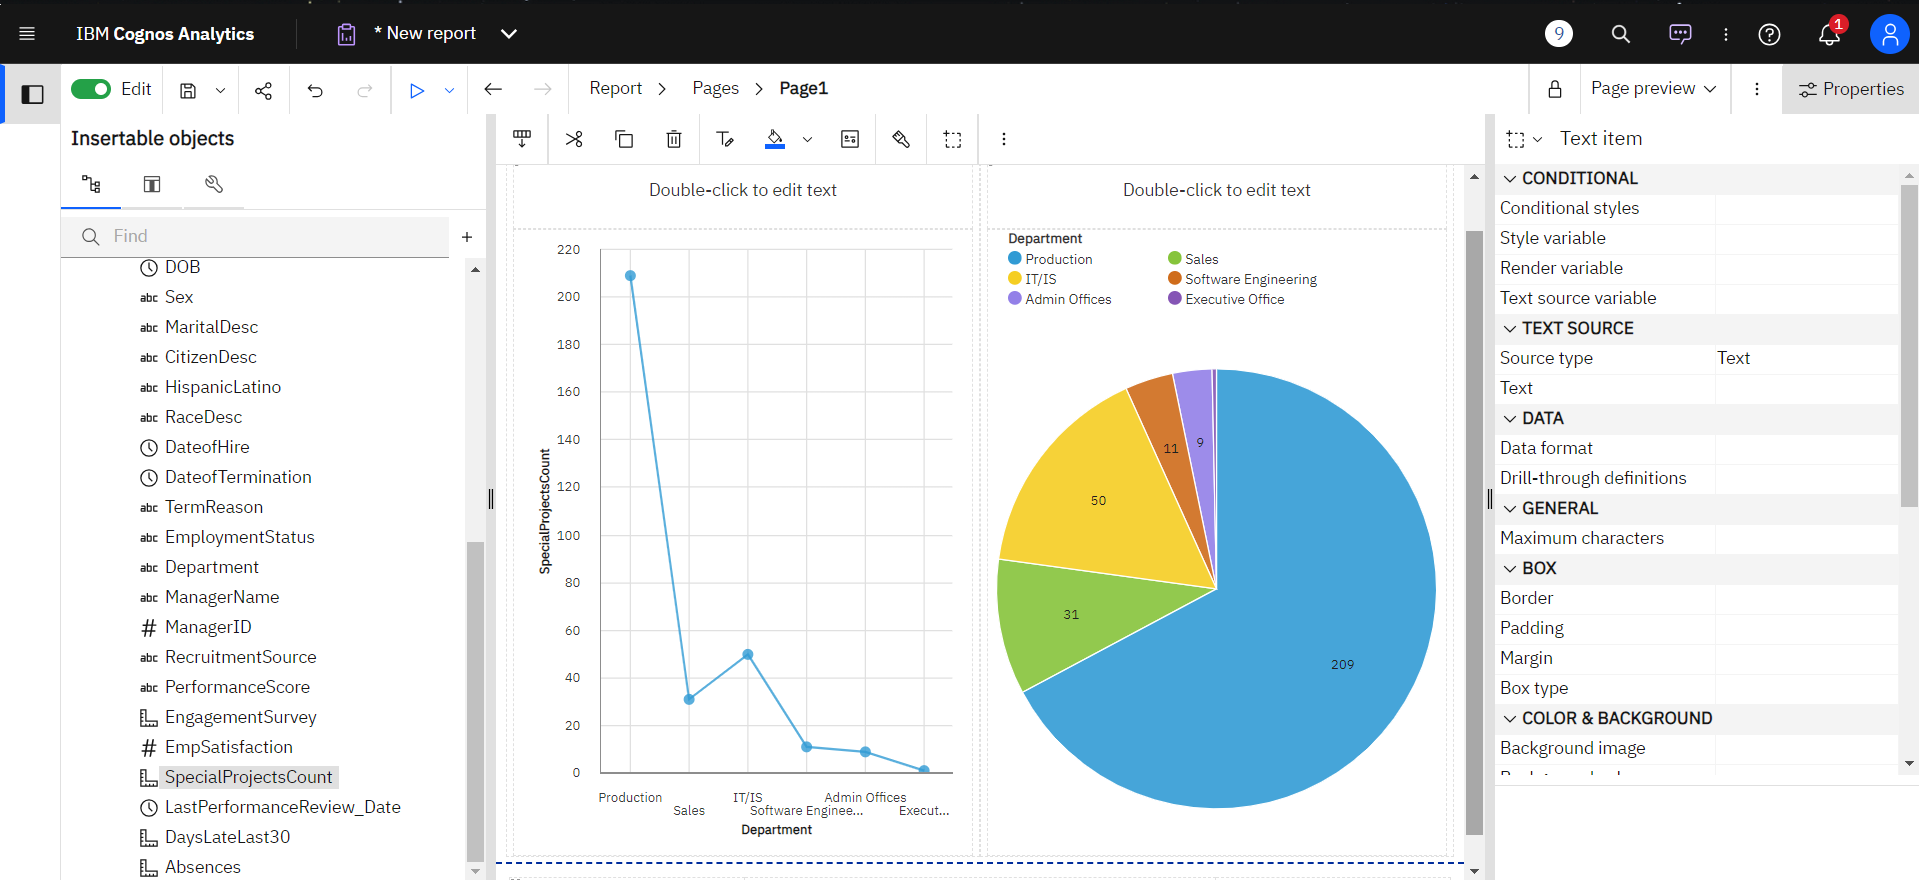 IBM Cognos Analytics
* New report
9
1
Edit
Report
Pages
Page1
Page preview
Properties
Insertable objects
Find
abc
DOB
Sex
MaritalDesc
CitizenDesc
HispanicLatino
RaceDesc
DateofHire
DateofTermination
TermReason
EmploymentStatus
Department
ManagerName
ManagerID
RecruitmentSource
PerformanceScore
EngagementSurvey
EmpSatisfaction
SpecialProjectsCount
LastPerformanceReview_Date
DaysLateLast30
Absences
Double-click to edit text
220
200
180
160
140
120
100
80
60
40
20
0
SpecialProjectsCount
Production
Sales
IT/IS
Software Enginee...
Admin Offices
Execut...
Department
Double-click to edit text
Department
Production
Sales
IT/IS
Software Engineering
Admin Offices
Executive Office
11
9
50
31
209
Text item
CONDITIONAL
Conditional styles
Style variable
Render variable
Text source variable
TEXT SOURCE
Source type Text
Text
DATA
Data format
Drill-through definitions
GENERAL
Maximum characters
BOX
Border
Padding
Margin
Box type
COLOR & BACKGROUND
Background image